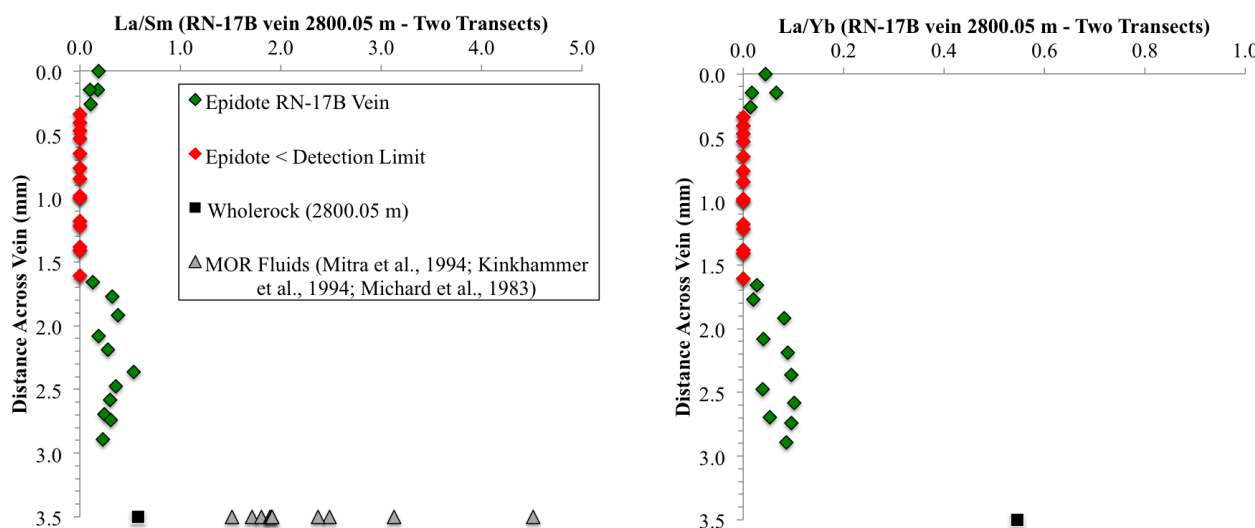 La/Sm (RN-17B vein 2800.05 m - Two Transects)
0.0 1.0 2.0 3.0 4.0 5.0
Distance Across Vein (mm)
0.0
0.5
1.0
1.5
2.0
2.5
3.0
3.5
Epidote RN-17B Vein
Epidote < Detection Limit
Wholerock (2800.05 m)
MOR Fluids (Mitra et al., 1994; Kinkhammer
et al., 1994; Michard et al., 1983)
La/Yb (RN-17B vein 2800.05 m - Two Transects)
0.0 0.2 0.4 0.6 0.8 1.0
Distance Across Vein (mm)
0.0
0.5
1.0
1.5
2.0
2.5
3.0
3.5